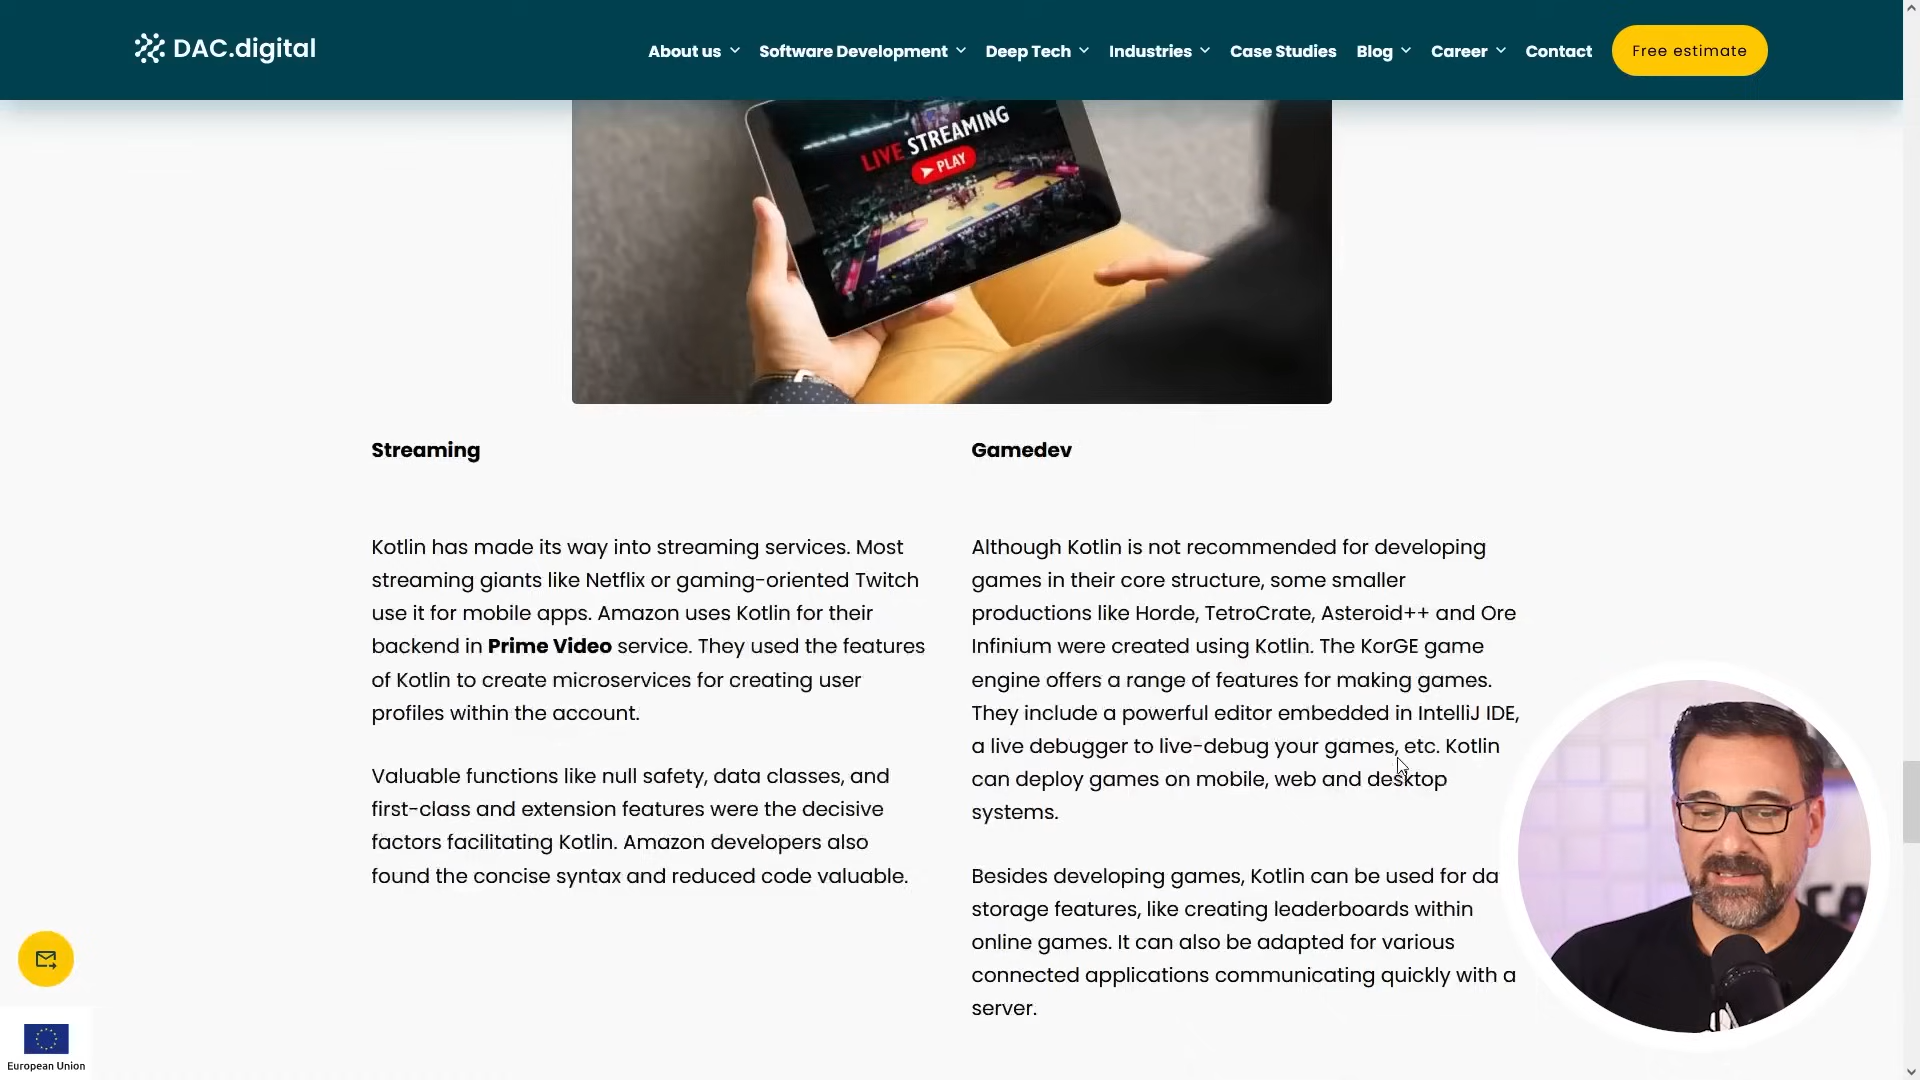 DAC.digital
About us
Software Development
Deep Tech
Industries
Case Studies
Blog
Career
Contact
Free estimate
LIVE STREAMING
PLAY
Streaming
Kotlin has made its way into streaming services. Most
streaming giants like Netflix or gaming-oriented Twitch
use it for mobile apps. Amazon uses Kotlin for their
backend in Prime Video service. They used the features
of Kotlin to create microservices for creating user
profiles within the account.
Valuable functions like null safety, data classes, and
first-class and extension features were the decisive
factors facilitating Kotlin. Amazon developers also
found the concise syntax and reduced code valuable.
Gamedev
Although Kotlin is not recommended for developing
games in their core structure, some smaller
productions like Horde, TetroCrate, Asteroid++ and Ore
Infinium were created using Kotlin. The KorGE game
engine offers a range of features for making games.
They include a powerful editor embedded in IntelliJ IDE,
a live debugger to live-debug your games, etc. Kotlin
can deploy games on mobile, web and desktop
systems.
Besides developing games, Kotlin can be used for da
storage features, like creating leaderboards within
online games. It can also be adapted for various
connected applications communicating quickly with a
server.
European Union